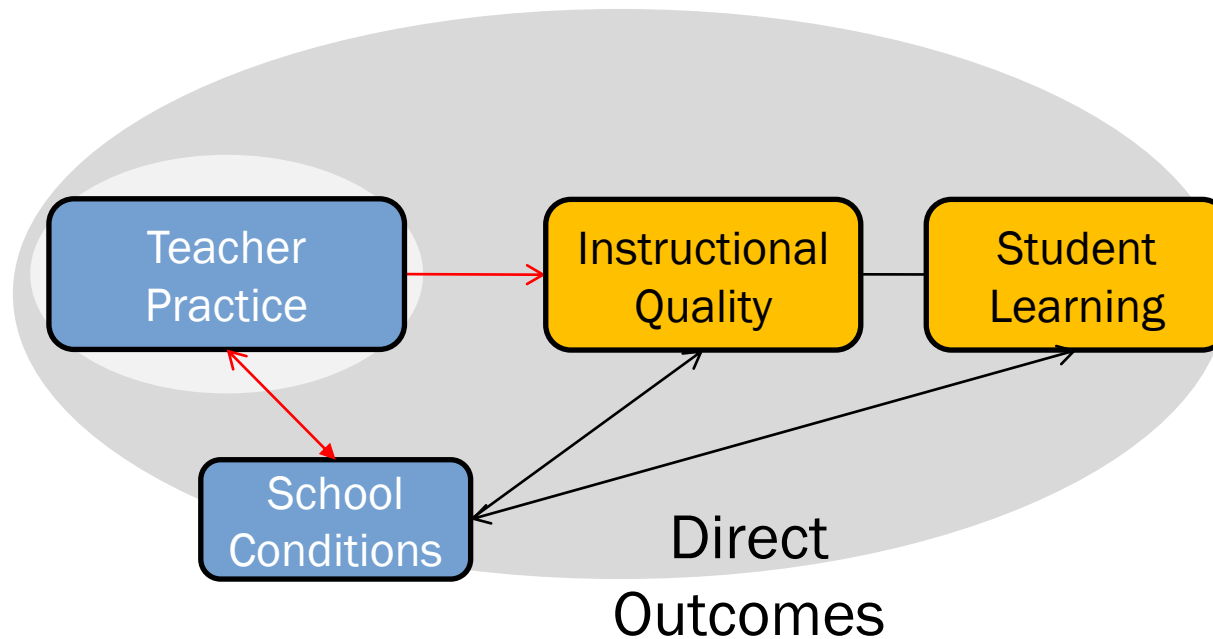 Teacher
Practice
Instructional
Quality
Student
Learning
School
Conditions
Direct
Outcomes